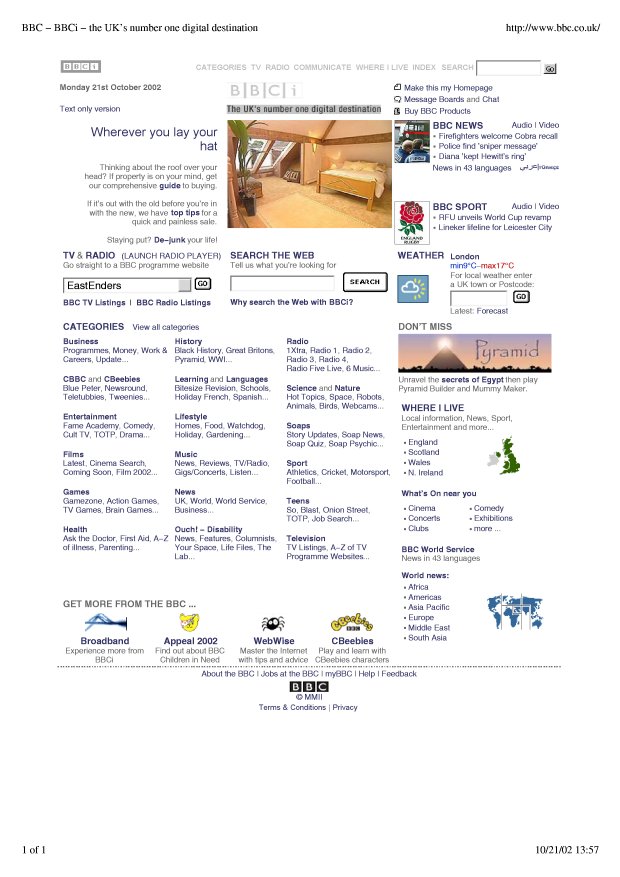 BBC - BBCi - the UK's number one digital destination
http://www.bbc.co.uk/
BBCi
CATEGORIES TV RADIO COMMUNICATE WHERE I LIVE INDEX SEARCH
GO
Monday 21st October 2002
BBCi
Make this my Homepage
Message Boards and Chat
Text only version
The UK's number one digital destination
Buy BBC Products
Wherever you lay your
hat
Thinking about the roof over your
head? If property is on your mind, get
our comprehensive guide to buying.
If it's out with the old before you're in
with the new, we have top tips for a
quick and painless sale.
Staying put? De-junk your life!
BBC NEWS Audio | Video
Firefighters welcome Cobra recall
Police find 'sniper message'
Diana 'kept Hewitt's ring'
News in 43 languages
BBC SPORT Audio | Video
RFU unveils World Cup revamp
Lineker lifeline for Leicester City
ENGLAND
RUGBY
TV & RADIO (LAUNCH RADIO PLAYER)
Go straight to a BBC programme website
EastEnders
GO
BBC TV Listings | BBC Radio Listings
SEARCH THE WEB
Tell us what you're looking for
SEARCH
Why search the Web with BBCi?
WEATHER London
min9°C-max17°C
For local weather enter
a UK town or Postcode:
GO
Latest: Forecast
CATEGORIES View all categories
Business
Programmes, Money, Work &
Careers, Update...
CBBC and CBeebies
Blue Peter, Newsround,
Teletubbies, Tweenies...
Entertainment
Fame Academy, Comedy,
Cult TV, TOTP, Drama...
Films
Latest, Cinema Search,
Coming Soon, Film 2002...
Games
Gamezone, Action Games,
TV Games, Brain Games...
Health
Ask the Doctor, First Aid, A-Z
of illness, Parenting...
History
Black History, Great Britons,
Pyramid, WWI...
Learning and Languages
Bitesize Revision, Schools,
Holiday French, Spanish...
Lifestyle
Homes, Food, Watchdog,
Holiday, Gardening...
Music
News, Reviews, TV/Radio,
Gigs/Concerts, Listen...
News
UK, World, World Service,
Business...
Ouch! - Disability
News, Features, Columnists,
Your Space, Life Files, The
Lab...
Radio
1Xtra, Radio 1, Radio 2,
Radio 3, Radio 4,
Radio Five Live, 6 Music...
Science and Nature
Hot Topics, Space, Robots,
Animals, Birds, Webcams...
Soaps
Story Updates, Soap News,
Soap Quiz, Soap Psychic...
Sport
Athletics, Cricket, Motorsport,
Football...
Teens
So, Blast, Onion Street,
TOTP, Job Search...
Television
TV Listings, A-Z of TV
Programme Websites...
DON'T MISS
Pyramid
Unravel the secrets of Egypt then play
Pyramid Builder and Mummy Maker.
WHERE I LIVE
Local information, News, Sport,
Entertainment and more...
England
Scotland
Wales
N. Ireland
What's On near you
Cinema
Concerts
Clubs
Comedy
Exhibitions
more ...
BBC World Service
News in 43 languages
World news:
Africa
Americas
Asia Pacific
Europe
Middle East
South Asia
GET MORE FROM THE BBC ...
Broadband
Experience more from
BBCi
Appeal 2002
Find out about BBC
Children in Need
WebWise
Master the Internet
with tips and advice
CBeebies
CBeebies
Play and learn with
CBeebies characters
About the BBC | Jobs at the BBC | myBBC | Help | Feedback
BBC
© MMII
Terms & Conditions | Privacy
1 of 1
10/21/02 13:57